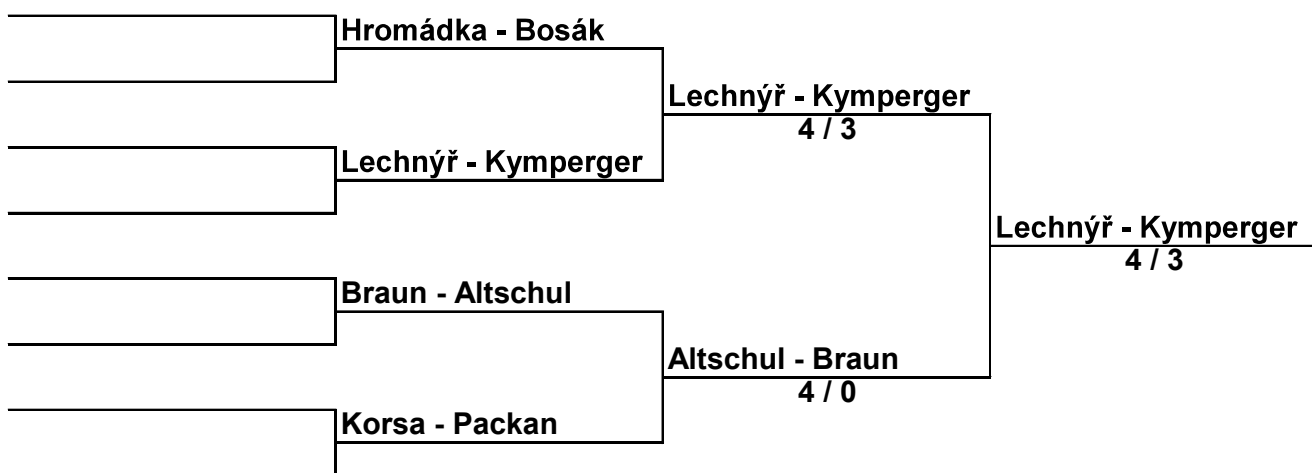 Hromádka - Bosák
Lechnýř - Kymperger
4 / 3
Lechnýř - Kymperger
Lechnýř - Kymperger
4 / 3
Braun - Altschul
Altschul - Braun
4 / 0
Korsa - Packan